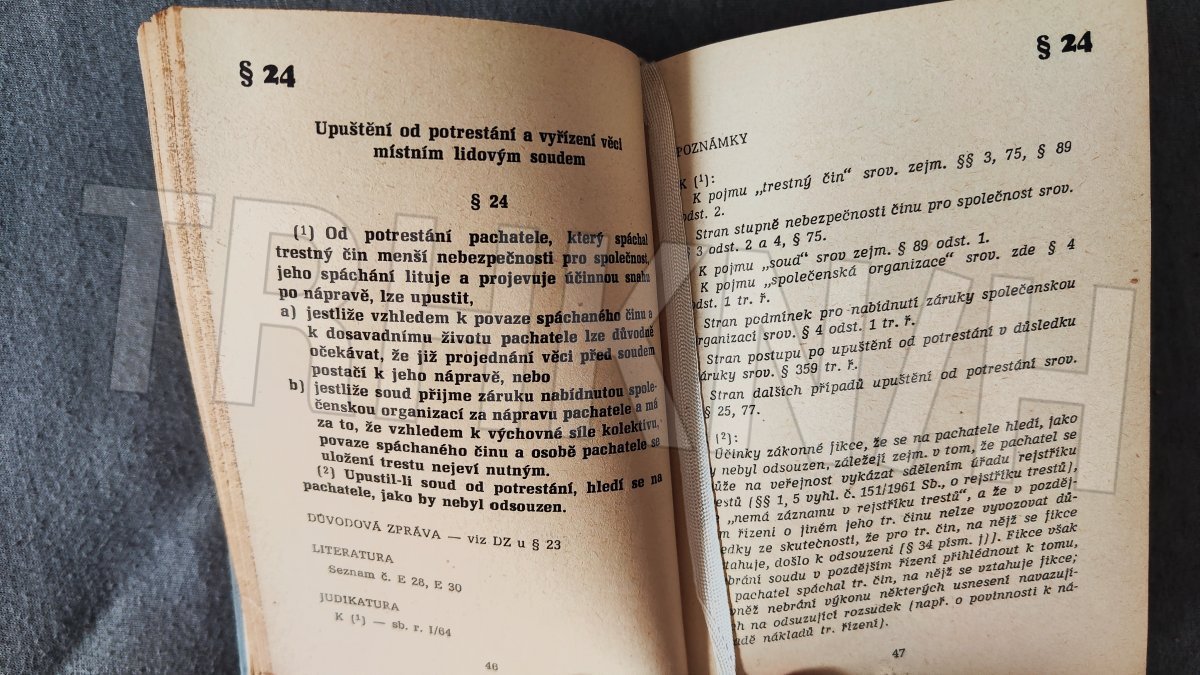 § 24
Upuštění od potrestání a vyřízení věci
místním lidovým soudem
§ 24
(1) Od potrestání pachatele, který spáchal
trestný čin menší nebezpečnosti pro společnost,
jeho spáchání lituje a projevuje účinnou snahu
po nápravě, lze upustit,
a) jestliže vzhledem k povaze spáchaného činu a
k dosavadnímu životu pachatele lze důvodně
očekávat, že již projednání věci před soudem
postačí k jeho nápravě, nebo
b) jestliže soud přijme záruku nabídnutou spole-
čenskou organizací za nápravu pachatele a má
za to, že vzhledem k výchovné síle kolektivu,
povaze spáchaného činu a osobě pachatele se
uložení trestu nejeví nutným.
(2) Upustil-li soud od potrestání, hledí se na
pachatele, jako by nebyl odsouzen.
DŮVODOVÁ ZPRÁVA — viz DZ u § 23
LITERATURA
Seznam č. E 28, E 30
JUDIKATURA
K (1) — sb. r. I/64
46
§ 24
POZNÁMKY
K (1):
K pojmu „trestný čin“ srov. zejm. §§ 3, 75, § 89
odst. 2.
Stran stupně nebezpečnosti činu pro společnost srov.
§ 3 odst. 2 a 4, § 75.
K pojmu „soud“ srov zejm. § 89 odst. 1.
K pojmu „společenská organizace“ srov. zde § 4
odst. 1 tr. ř.
Stran podmínek pro nabídnutí záruky společenskou
organizací srov. § 4 odst. 1 tr. ř.
Stran postupu po upuštění od potrestání v důsledku
záruky srov. § 359 tr. ř.
Stran dalších případů upuštění od potrestání srov.
§ 25, 77.
(2):
Účinky zákonné fikce, že se na pachatele hledí, jako
y nebyl odsouzen, záležejí zejm. v tom, že pachatel se
ůže na veřejnost vykázat sdělením úřadu rejstříku
estů (§§ 1, 5 vyhl. č. 151/1961 Sb., o rejstříku trestů),
„nemá záznamu v rejstříku trestů“, a že v pozděj-
m řízení o jiném jeho tr. činu nelze vyvozovat dů-
edky ze skutečnosti, že pro tr. čin, na nějž se fikce
tahuje, došlo k odsouzení (§ 34 písm. j)). Fikce však
brání soudu v pozdějším řízení přihlédnout k tomu,
pachatel spáchal tr. čin, na nějž se vztahuje fikce;
vněž nebrání výkonu některých usnesení navazují-
ch na odsuzující rozsudek (např. o povinnosti k ná-
adě nákladů tr. řízení).
47